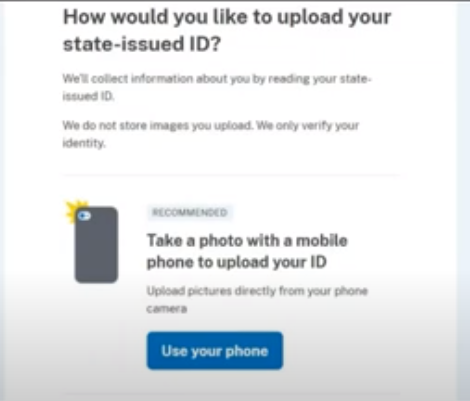 How would you like to upload your
state-issued ID?
We'll collect information about you by reading your state-
issued ID.
We do not store images you upload. We only verify your
identity.
RECOMMENDED
Take a photo with a mobile
phone to upload your ID
Upload pictures directly from your phone
camera
Use your phone